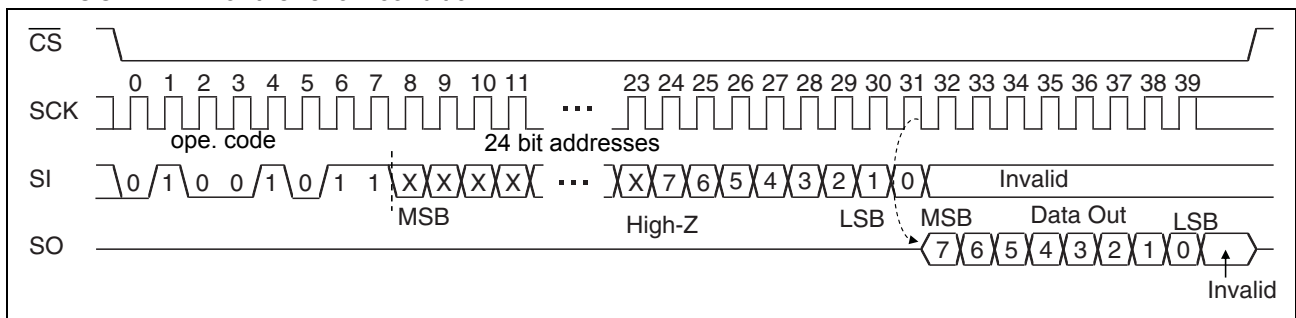 CS
0 1 2 3 4 5 6 7 8 9 10 11 23 24 25 26 27 28 29 30 31 32 33 34 35 36 37 38 39
SCK ...
ope. code 24 bit addresses
SI 0 1 0 0 1 0 1 1 X X X X ... X 7 6 5 4 3 2 1 0 Invalid
MSB High-Z LSB MSB Data Out LSB
SO 7 6 5 4 3 2 1 0
Invalid